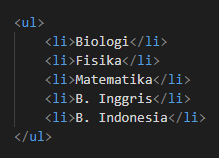 <ul>
    <li>Biologi</li>
    <li>Fisika</li>
    <li>Matematika</li>
    <li>B. Inggris</li>
    <li>B. Indonesia</li>
</ul>